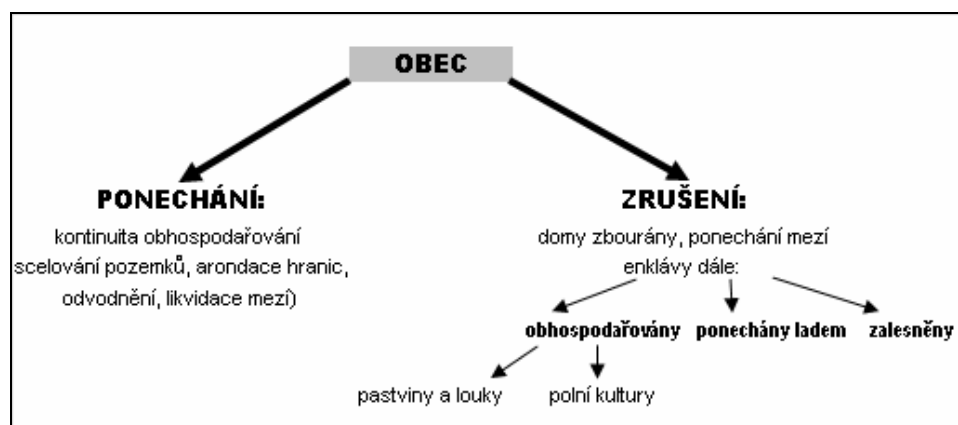 OBEC
PONECHÁNÍ:
kontinuita obhospodařování
scelování pozemků, arondace hranic,
odvodnění, likvidace mezí)
ZRUŠENÍ:
domy zbourány, ponechání mezí
enklávy dále:
obhospodařovány
ponechány ladem
zalesněny
pastviny a louky
polní kultury